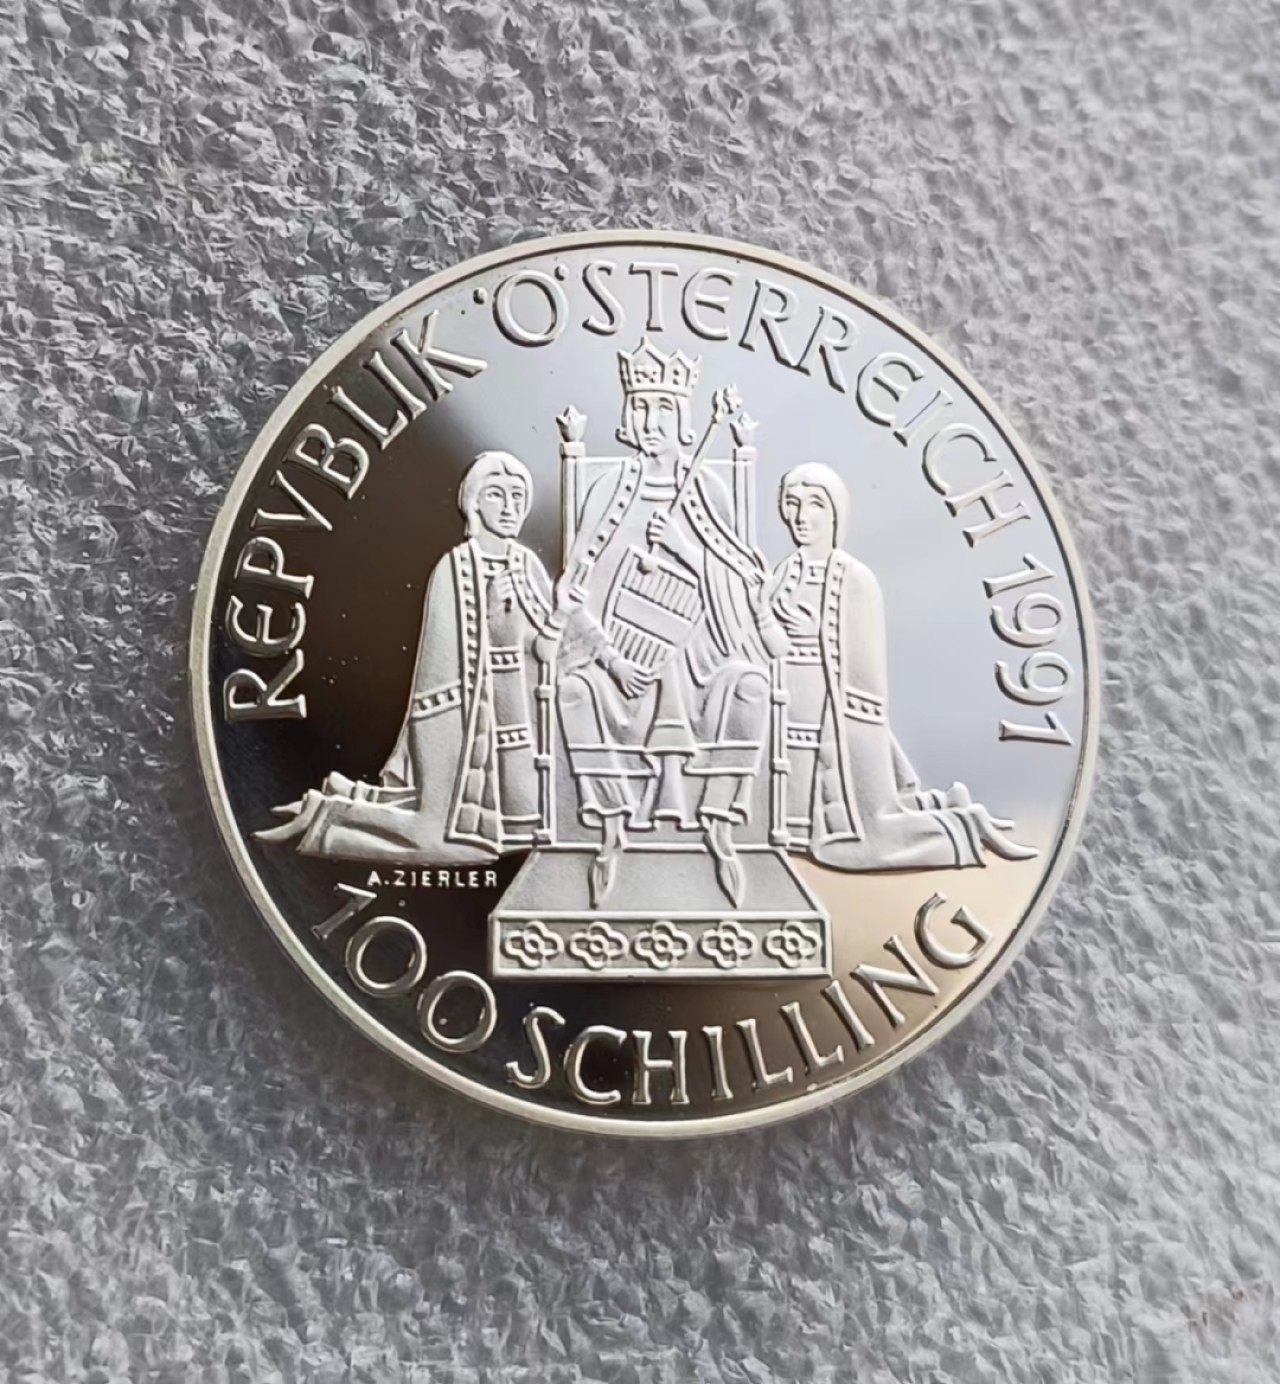 REPVBLIK ÖSTERREICH 1991
A. ZIERLER
100 SCHILLING